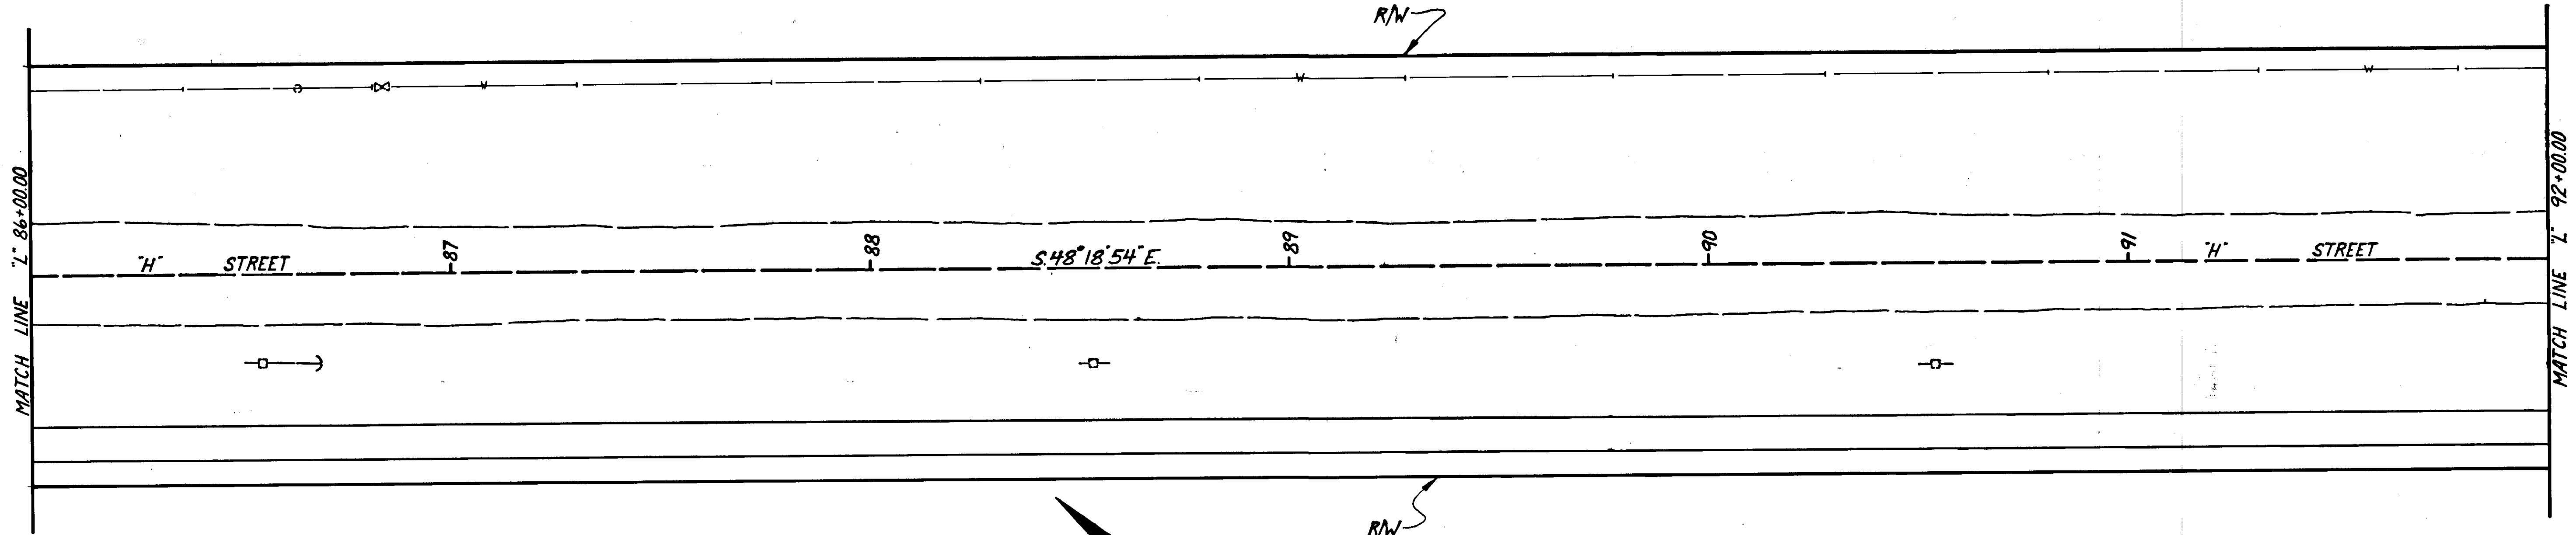 R/W
W
W
W
MATCH LINE "L" 86+00.00
"H" STREET
87
88
S.48°18'54"E.
89
90
91
"H" STREET
MATCH LINE "L" 92+00.00
R/W